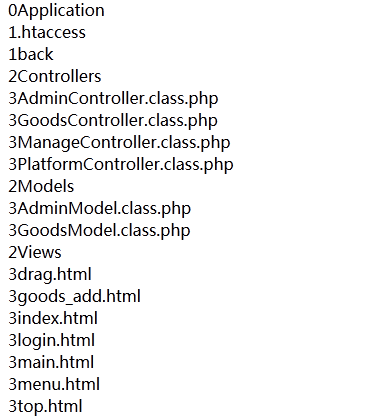 0Application
1.htaccess
1back
2Controllers
3AdminController.class.php
3GoodsController.class.php
3ManageController.class.php
3PlatformController.class.php
2Models
3AdminModel.class.php
3GoodsModel.class.php
2Views
3drag.html
3goods_add.html
3index.html
3login.html
3main.html
3menu.html
3top.html